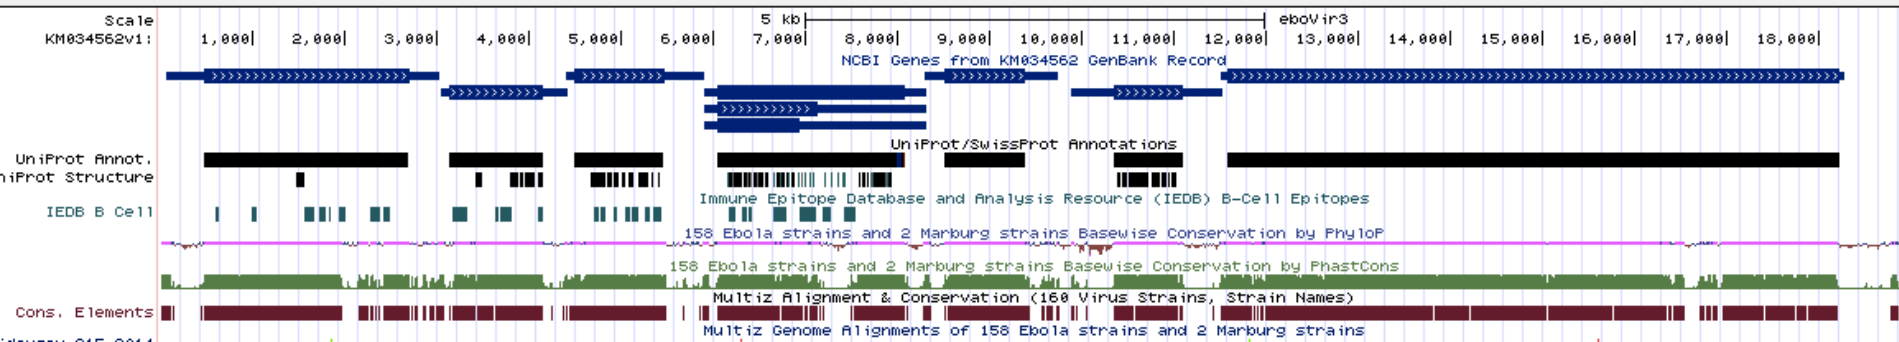 Scale 5 kb eboVir3
KM034562v1: 1,000 2,000 3,000 4,000 5,000 6,000 7,000 8,000 9,000 10,000 11,000 12,000 13,000 14,000 15,000 16,000 17,000 18,000
NCBI Genes from KM034562 GenBank Record
UniProt/SwissProt Annotations
UniProt Annot.
niProt Structure
Immune Epitope Database and Analysis Resource (IEDB) B-Cell Epitopes
IEDB B Cell
158 Ebola strains and 2 Marburg strains Basewise Conservation by PhyloP
158 Ebola strains and 2 Marburg strains Basewise Conservation by PhastCons
Multiz Alignment & Conservation (160 Virus Strains, Strain Names)
Cons. Elements
Multiz Genome Alignments of 158 Ebola strains and 2 Marburg strains